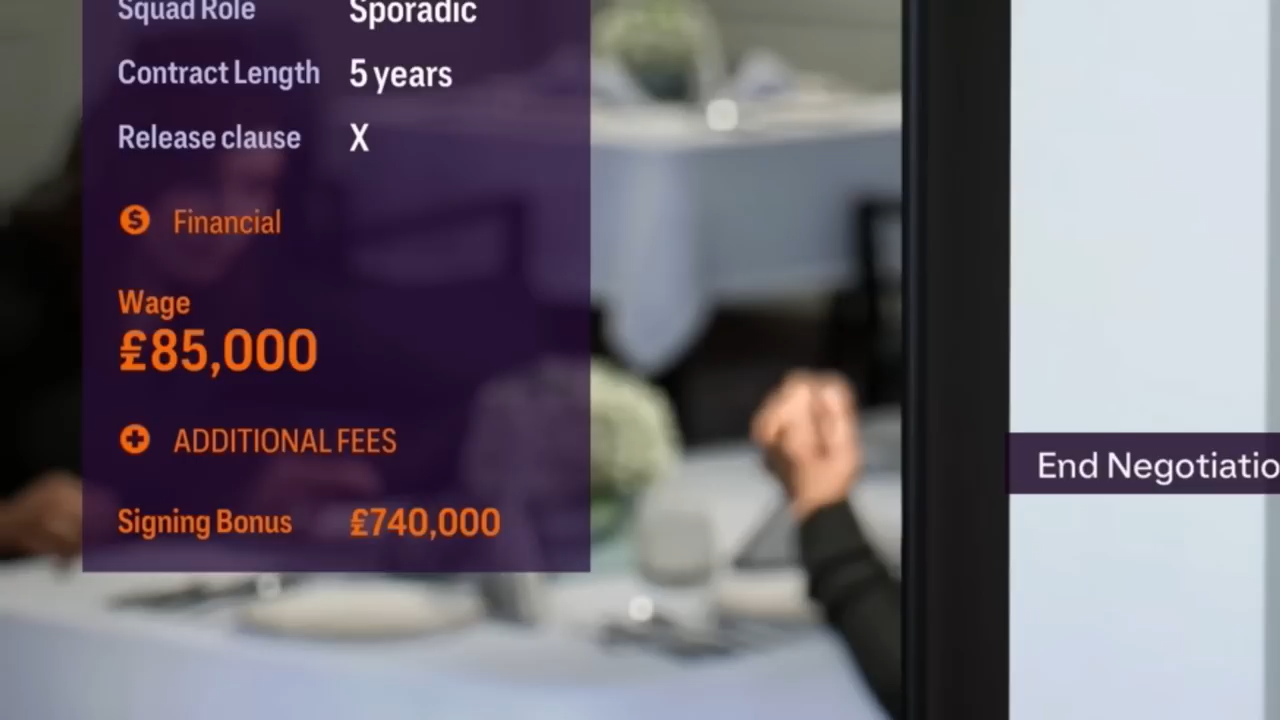 Squad Role Sporadic
Contract Length 5 years
Release clause X
Financial
Wage
£85,000
ADDITIONAL FEES
Signing Bonus £740,000
End Negotiatio